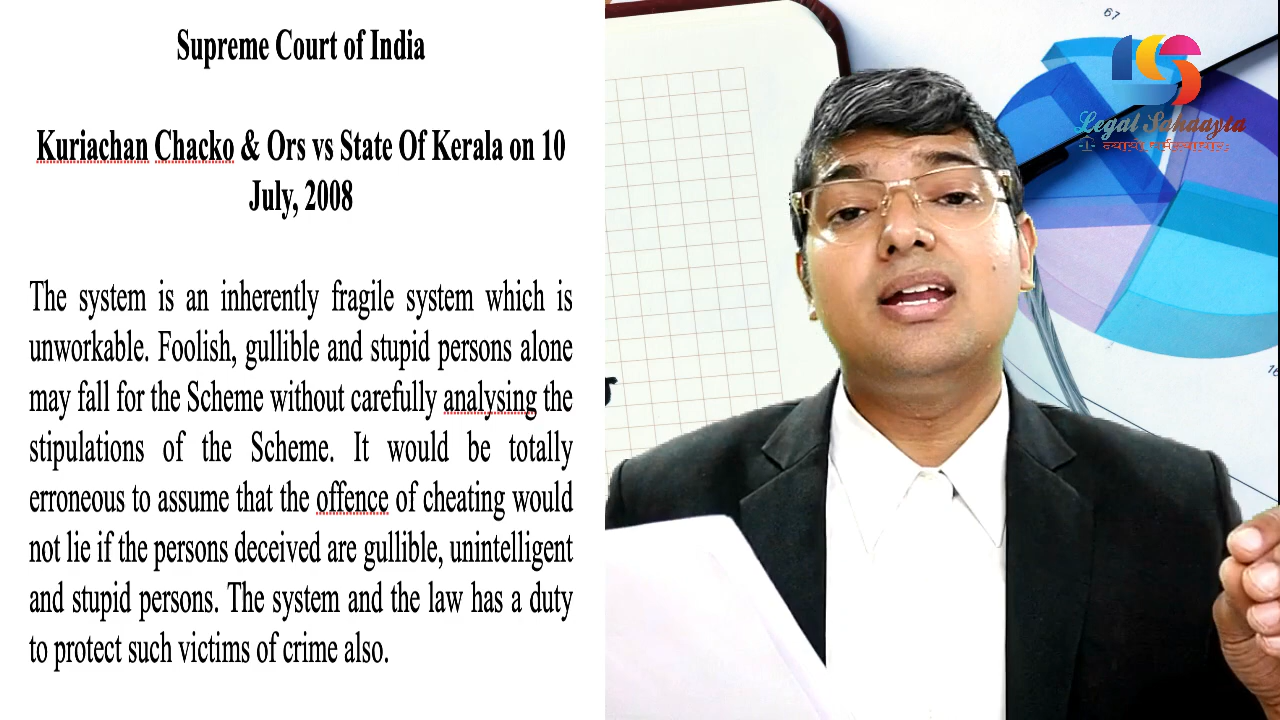 Supreme Court of India
Kuriachan Chacko & Ors vs State Of Kerala on 10
July, 2008
The system is an inherently fragile system which is
unworkable. Foolish, gullible and stupid persons alone
may fall for the Scheme without carefully analysing the
stipulations of the Scheme. It would be totally
erroneous to assume that the offence of cheating would
not lie if the persons deceived are gullible, unintelligent
and stupid persons. The system and the law has a duty
to protect such victims of crime also.
67
LS
Legal Sahaayta